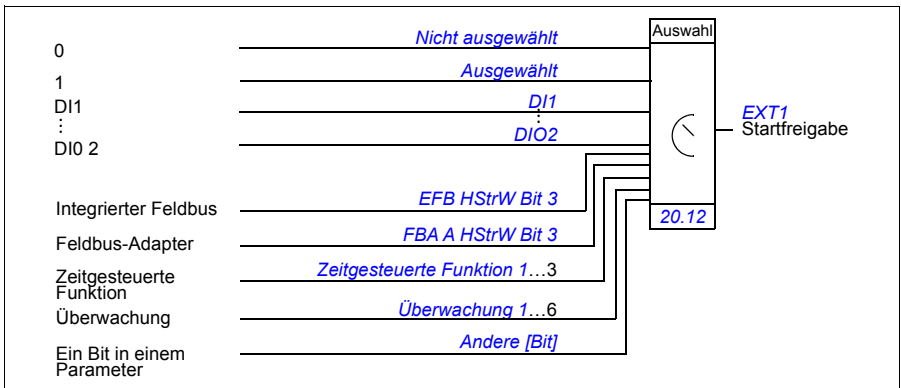 0 Nicht ausgewählt Auswahl
1 Ausgewählt
DI1 DI1
⋮ ⋮
DI0 2 DIO2
EXT1
Startfreigabe
Integrierter Feldbus EFB HStrW Bit 3
20.12
Feldbus-Adapter FBA A HStrW Bit 3
Zeitgesteuerte Zeitgesteuerte Funktion 1…3
Funktion
Überwachung Überwachung 1…6
Ein Bit in einem Andere [Bit]
Parameter